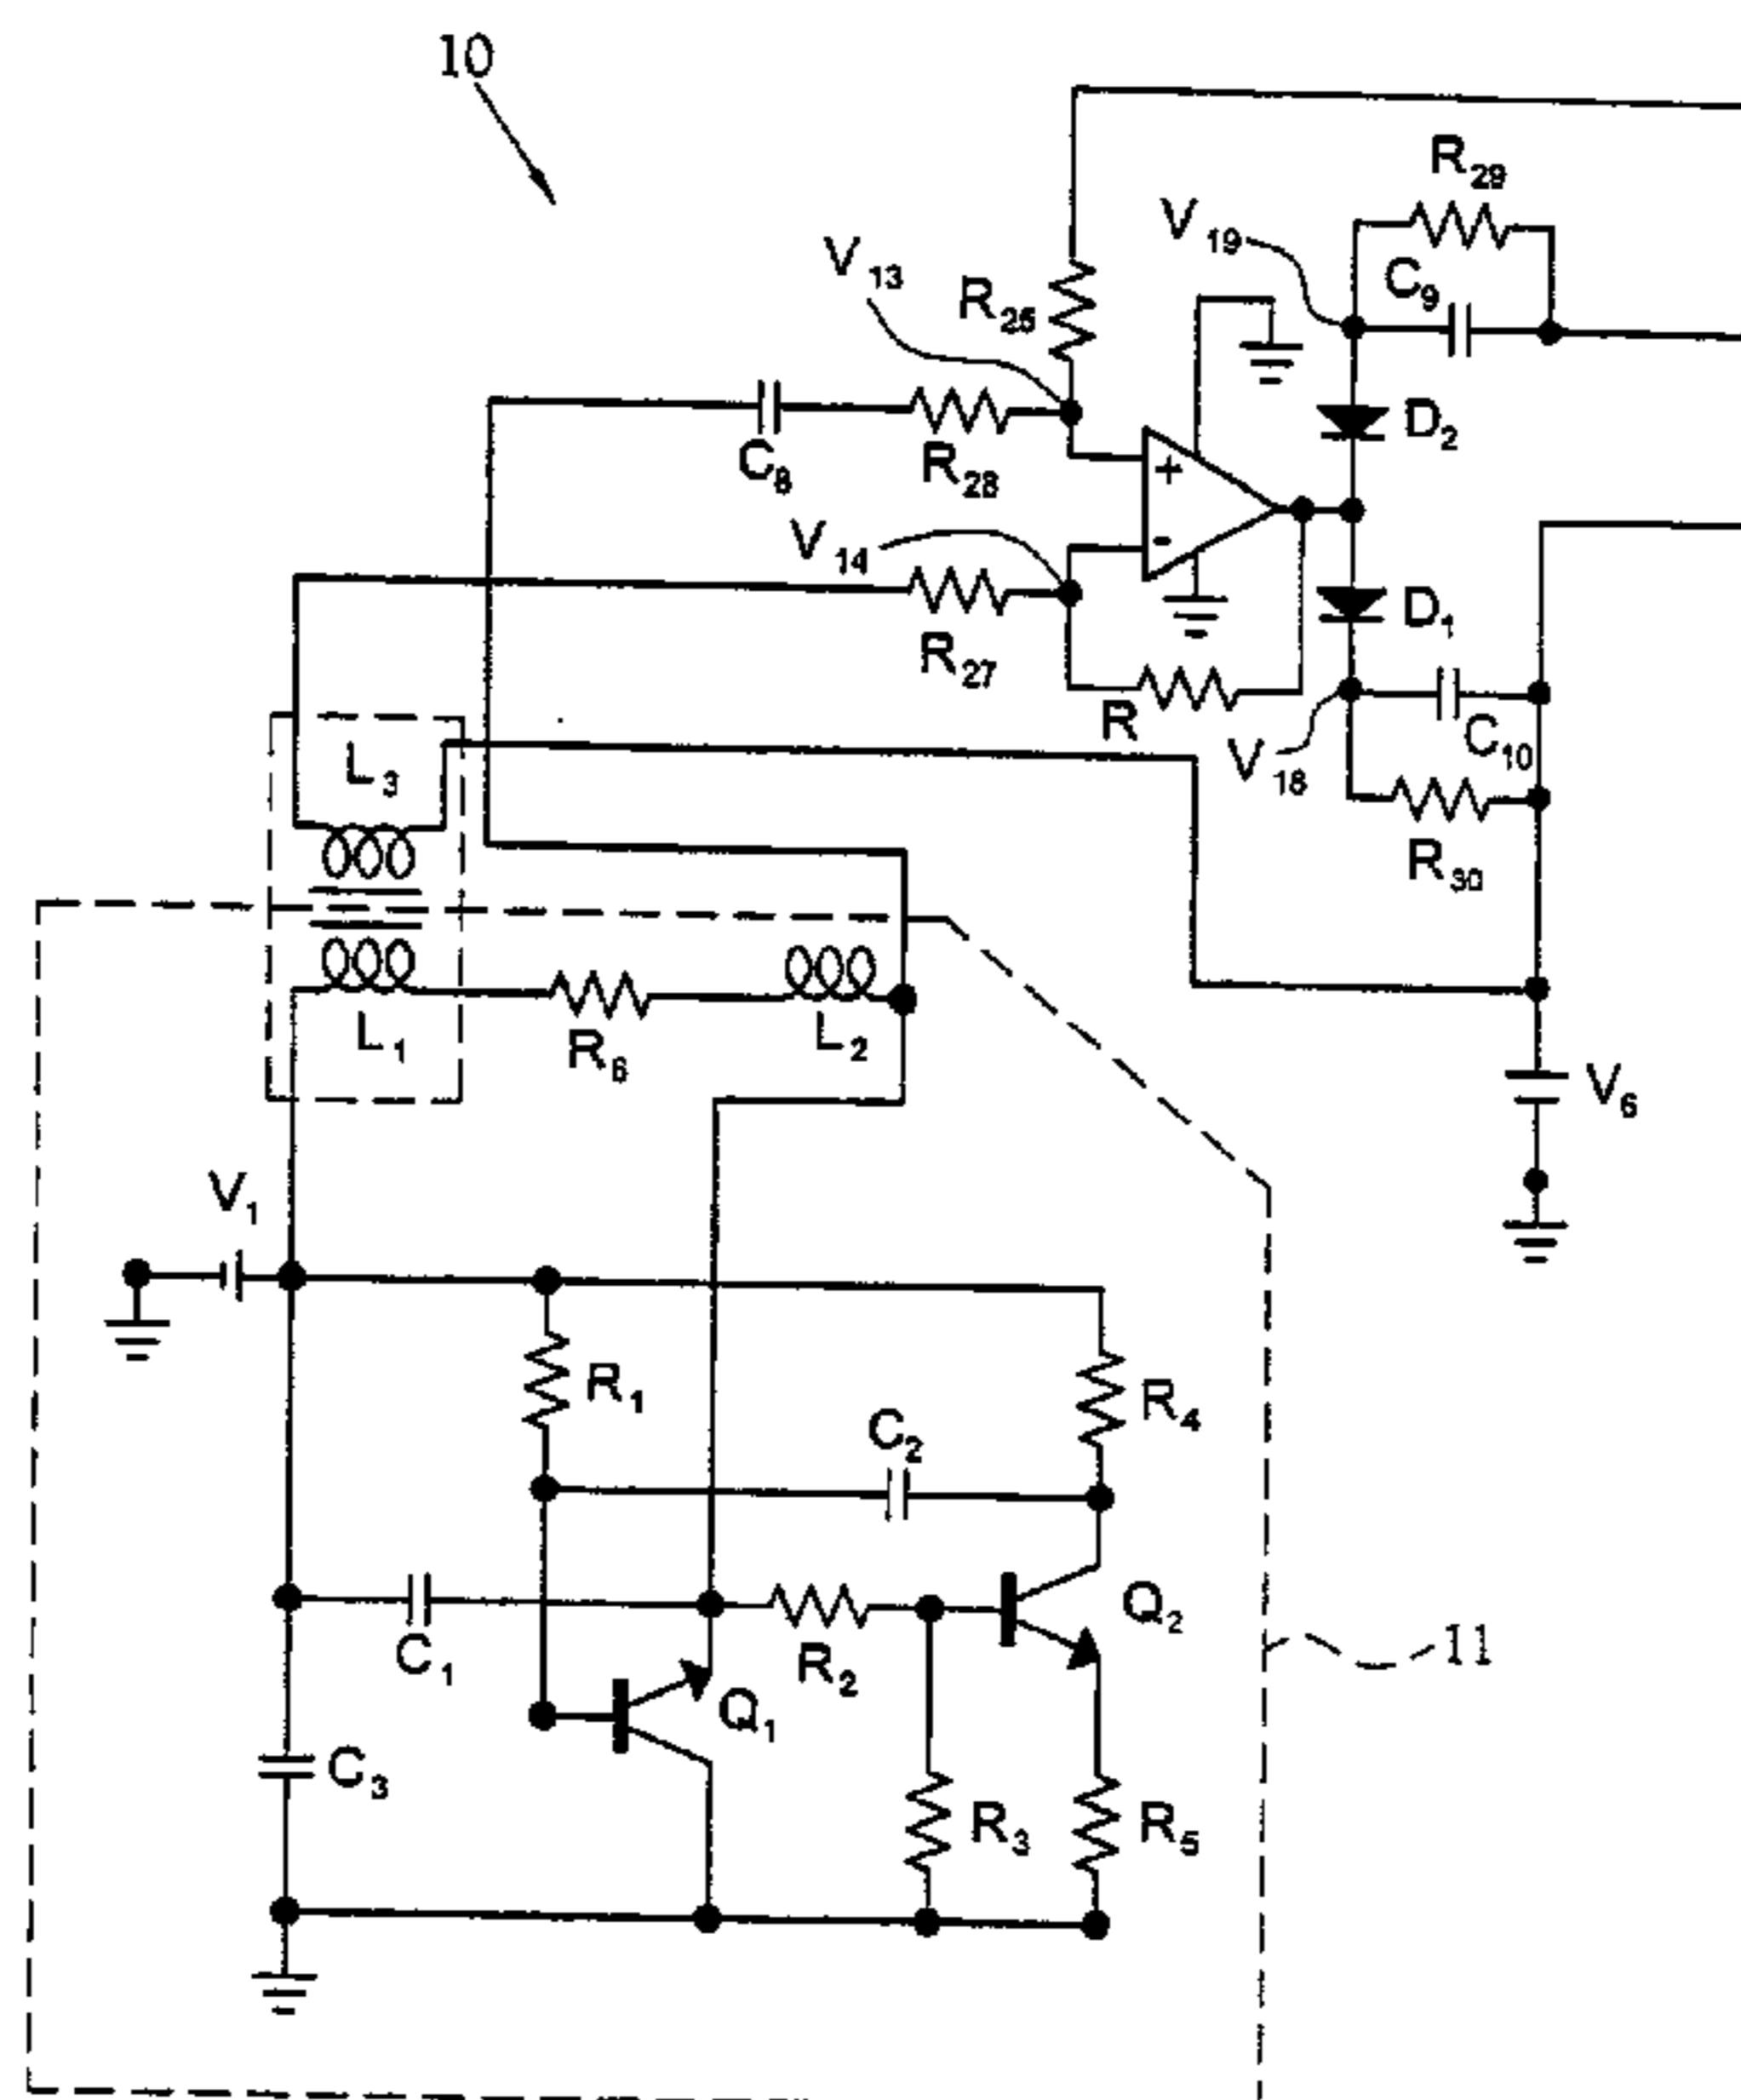 10
R29
V19
V13
C9
R25
D2
+
C8
R28
V14
-
D1
R27
R
C10
V18
L3
R30
L1
R6
L2
V6
V1
R1
R4
C2
Q2
11
C1
R2
Q1
C3
R3
R5